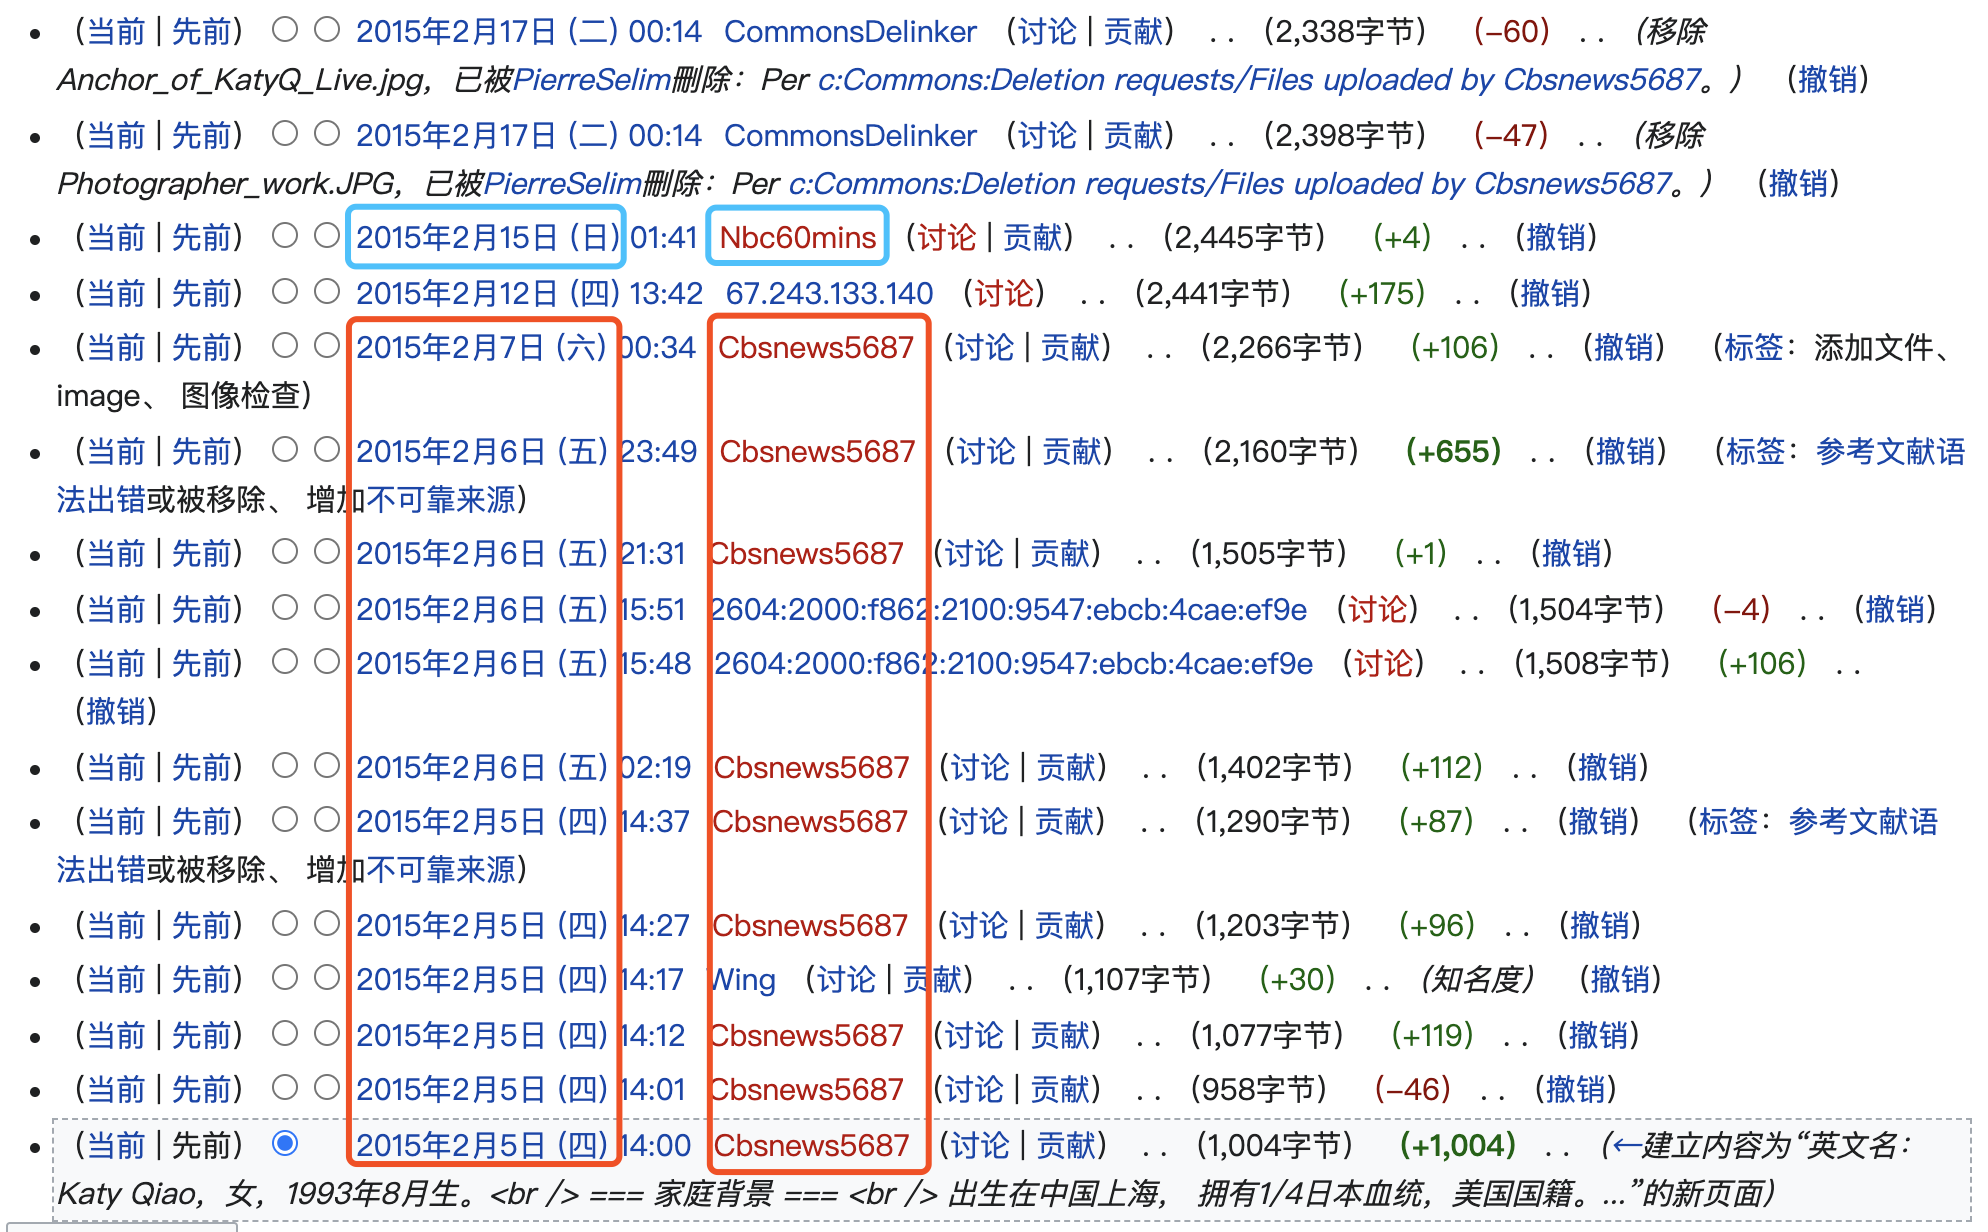 (当前 | 先前) 2015年2月17日 (二) 00:14 CommonsDelinker (讨论 | 贡献) . . (2,338字节) (−60) . . (移除
Anchor_of_KatyQ_Live.jpg，已被PierreSelim刪除：Per c:Commons:Deletion requests/Files uploaded by Cbsnews5687。) (撤销)
(当前 | 先前) 2015年2月17日 (二) 00:14 CommonsDelinker (讨论 | 贡献) . . (2,398字节) (−47) . . (移除
Photographer_work.JPG，已被PierreSelim刪除：Per c:Commons:Deletion requests/Files uploaded by Cbsnews5687。) (撤销)
(当前 | 先前) 2015年2月15日 (日) 01:41 Nbc60mins (讨论 | 贡献) . . (2,445字节) (+4) . . (撤销)
(当前 | 先前) 2015年2月12日 (四) 13:42 67.243.133.140 (讨论) . . (2,441字节) (+175) . . (撤销)
(当前 | 先前) 2015年2月7日 (六) 00:34 Cbsnews5687 (讨论 | 贡献) . . (2,266字节) (+106) . . (撤销) (标签：添加文件、
image、 图像检查)
(当前 | 先前) 2015年2月6日 (五) 23:49 Cbsnews5687 (讨论 | 贡献) . . (2,160字节) (+655) . . (撤销) (标签：参考文献语
法出错或被移除、 增加不可靠来源)
(当前 | 先前) 2015年2月6日 (五) 21:31 Cbsnews5687 (讨论 | 贡献) . . (1,505字节) (+1) . . (撤销)
(当前 | 先前) 2015年2月6日 (五) 15:51 2604:2000:f862:2100:9547:ebcb:4cae:ef9e (讨论) . . (1,504字节) (−4) . . (撤销)
(当前 | 先前) 2015年2月6日 (五) 15:48 2604:2000:f862:2100:9547:ebcb:4cae:ef9e (讨论) . . (1,508字节) (+106) . .
(撤销)
(当前 | 先前) 2015年2月6日 (五) 02:19 Cbsnews5687 (讨论 | 贡献) . . (1,402字节) (+112) . . (撤销)
(当前 | 先前) 2015年2月5日 (四) 14:37 Cbsnews5687 (讨论 | 贡献) . . (1,290字节) (+87) . . (撤销) (标签：参考文献语
法出错或被移除、 增加不可靠来源)
(当前 | 先前) 2015年2月5日 (四) 14:27 Cbsnews5687 (讨论 | 贡献) . . (1,203字节) (+96) . . (撤销)
(当前 | 先前) 2015年2月5日 (四) 14:17 Wing (讨论 | 贡献) . . (1,107字节) (+30) . . (知名度) (撤销)
(当前 | 先前) 2015年2月5日 (四) 14:12 Cbsnews5687 (讨论 | 贡献) . . (1,077字节) (+119) . . (撤销)
(当前 | 先前) 2015年2月5日 (四) 14:01 Cbsnews5687 (讨论 | 贡献) . . (958字节) (−46) . . (撤销)
(当前 | 先前) 2015年2月5日 (四) 14:00 Cbsnews5687 (讨论 | 贡献) . . (1,004字节) (+1,004) . . (←建立内容为“英文名：
Katy Qiao，女，1993年8月生。<br /> === 家庭背景 === <br /> 出生在中国上海， 拥有1/4日本血统，美国国籍。...”的新页面)